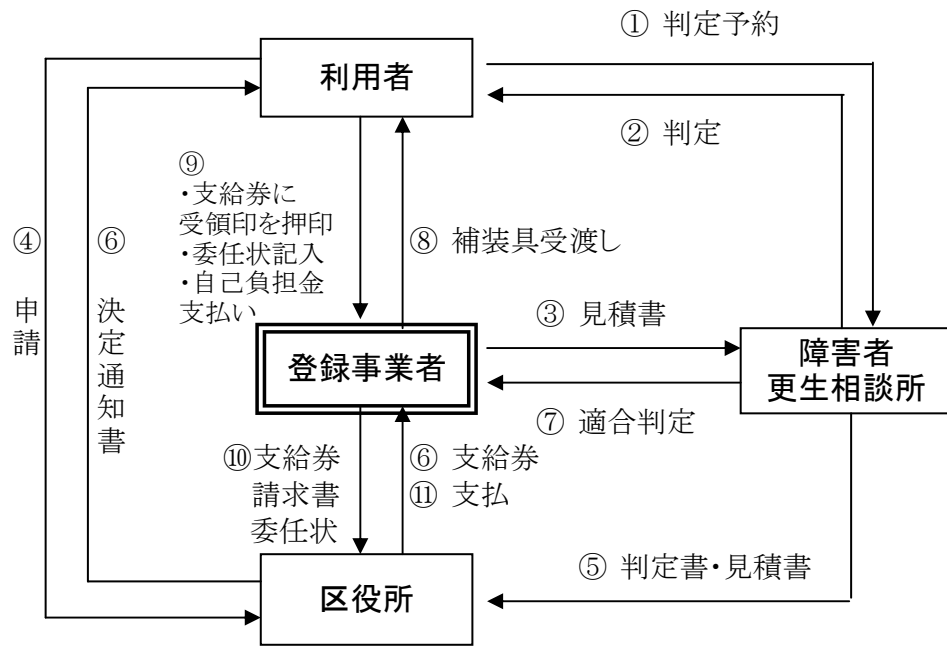 ① 判定予約
利用者
② 判定
⑨
・支給券に
受領印を押印
・委任状記入
・自己負担金
支払い
④
申
請
⑥
決
定
通
知
書
⑧ 補装具受渡し
③ 見積書
登録事業者
障害者
更生相談所
⑦ 適合判定
⑩支給券
請求書
委任状
⑥ 支給券
⑪ 支払
⑤ 判定書・見積書
区役所